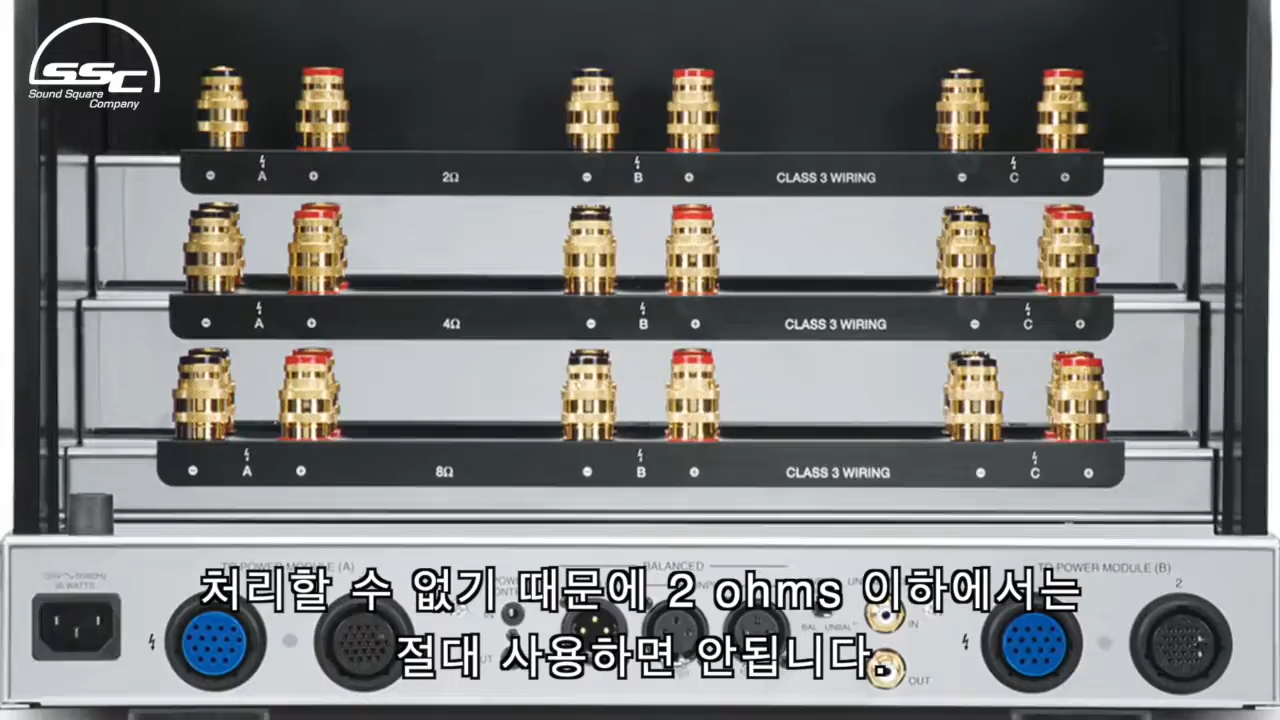 SSC
Sound Square
Company
A 2Ω B CLASS 3 WIRING C
A 4Ω B CLASS 3 WIRING C
A 8Ω B CLASS 3 WIRING C
TO POWER MODULE (A)
BALANCED
TO POWER MODULE (B)
2
IN
OUT
BAL UNBAL
처리할 수 없기 때문에 2 ohms 이하에서는
절대 사용하면 안됩니다.